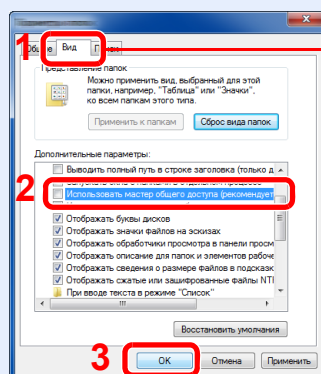 1
Вид
Представление папок
Можно применить вид, выбранный для этой
папки, например, "Таблица" или "Значки",
ко всем папкам этого типа.
Применить к папкам
Сброс вида папок
Дополнительные параметры:
Выводить полный путь в строке заголовка (только д
2
Использовать мастер общего доступа (рекомендует
Отображать буквы дисков
Отображать значки файлов на эскизах
Отображать обработчики просмотра в панели просм
Отображать описание для папок и элементов рабоче
Отображать сведения о размере файлов в подсказк
Отображать сжатые или зашифрованные файлы NTI
При вводе текста в режиме "Список"
Восстановить умолчания
3
OK
Отмена
Применить